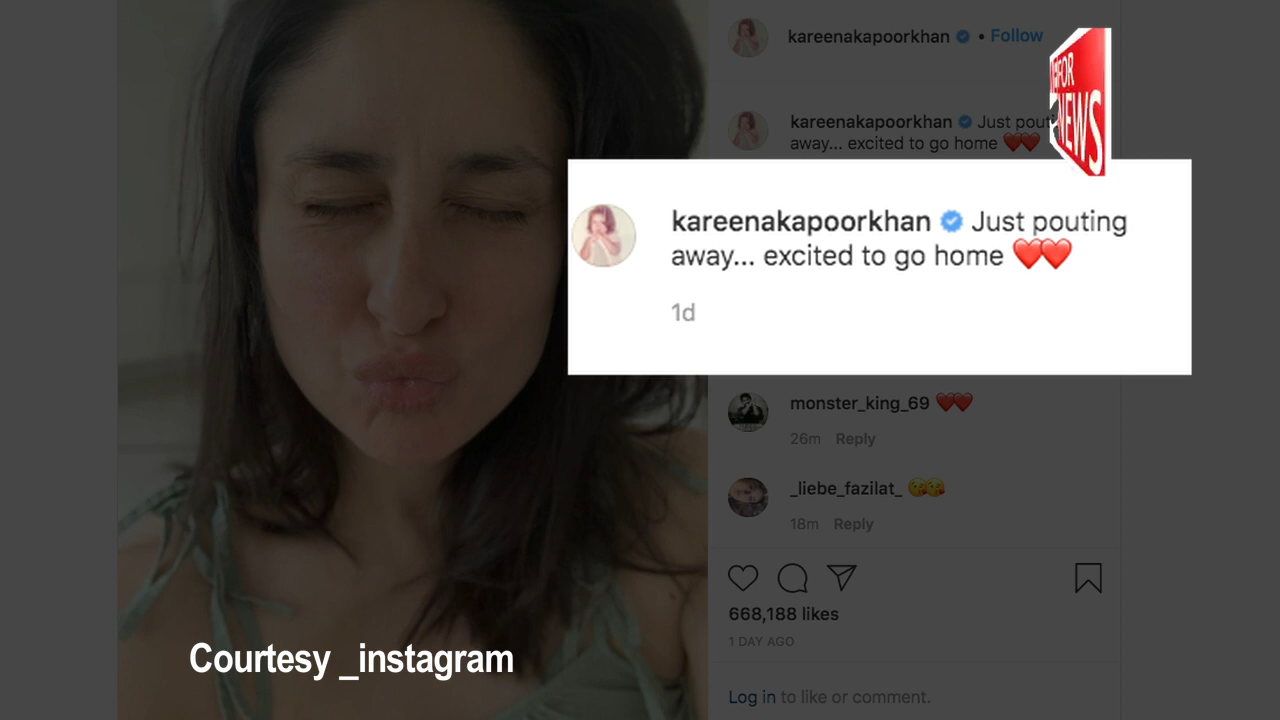 kareenakapoorkhan • Follow
kareenakapoorkhan Just pout
away... excited to go home ❤️❤️
FOR
NEWS
kareenakapoorkhan Just pouting
away... excited to go home ❤️❤️
1d
monster_king_69 ❤️❤️
26m Reply
_liebe_fazilat_ 😘😘
18m Reply
668,188 likes
1 DAY AGO
Log in to like or comment.
Courtesy _instagram